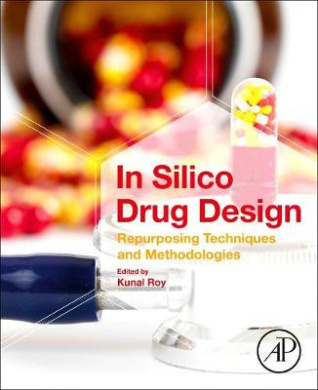 In Silico
Drug Design
Repurposing Techniques
and Methodologies
Edited by
Kunal Roy
AP